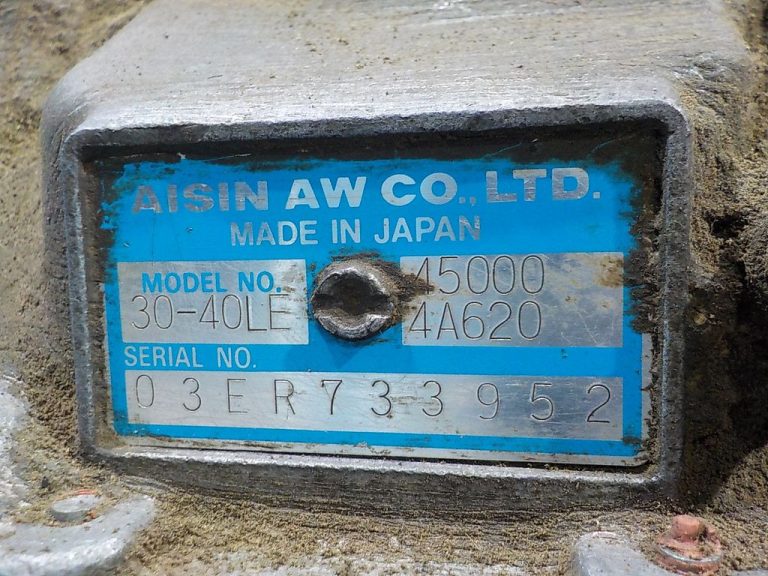 AISIN AW CO., LTD.
MADE IN JAPAN
MODEL NO.
30-40LE
45000
4A620
SERIAL NO.
03ER733952